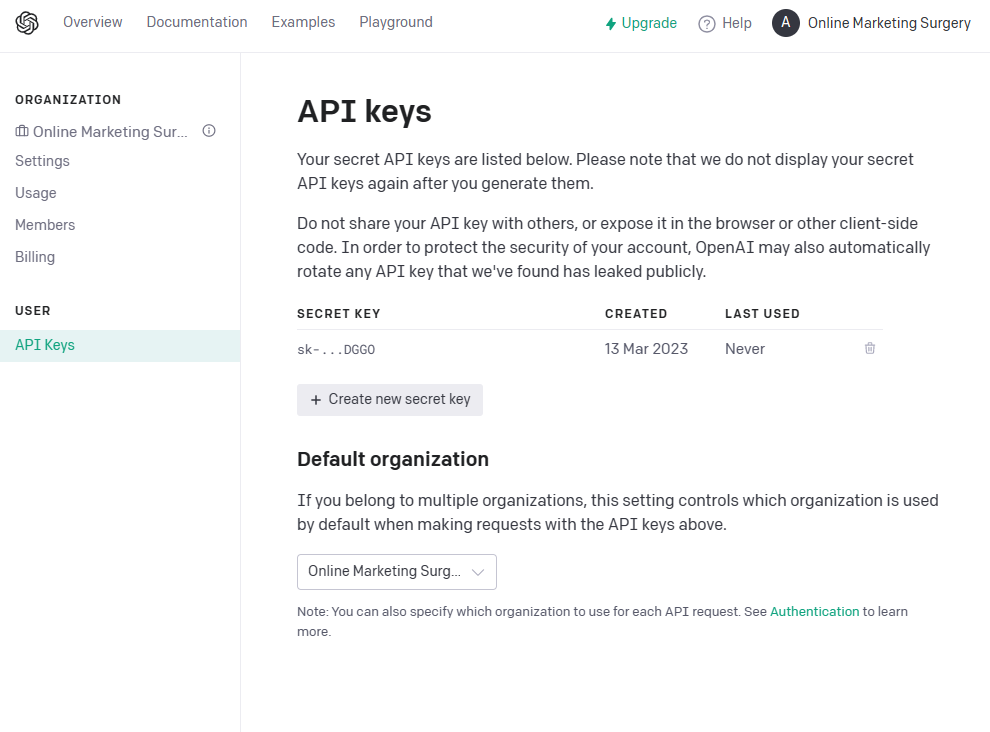 Overview Documentation Examples Playground Upgrade ? Help A Online Marketing Surgery
ORGANIZATION
Online Marketing Sur...
Settings
Usage
Members
Billing
USER
API Keys
API keys
Your secret API keys are listed below. Please note that we do not display your secret
API keys again after you generate them.
Do not share your API key with others, or expose it in the browser or other client-side
code. In order to protect the security of your account, OpenAI may also automatically
rotate any API key that we've found has leaked publicly.
SECRET KEY CREATED LAST USED
sk-...DGGO 13 Mar 2023 Never
+ Create new secret key
Default organization
If you belong to multiple organizations, this setting controls which organization is used
by default when making requests with the API keys above.
Online Marketing Surg...
Note: You can also specify which organization to use for each API request. See Authentication to learn
more.